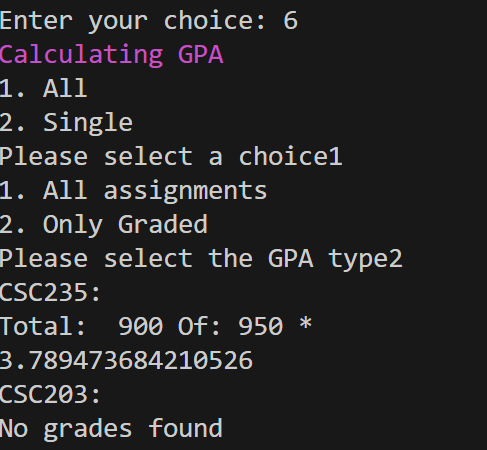 Enter your choice: 6
Calculating GPA
1. All
2. Single
Please select a choice1
1. All assignments
2. Only Graded
Please select the GPA type2
CSC235:
Total:  900 Of: 950 *
3.789473684210526
CSC203:
No grades found